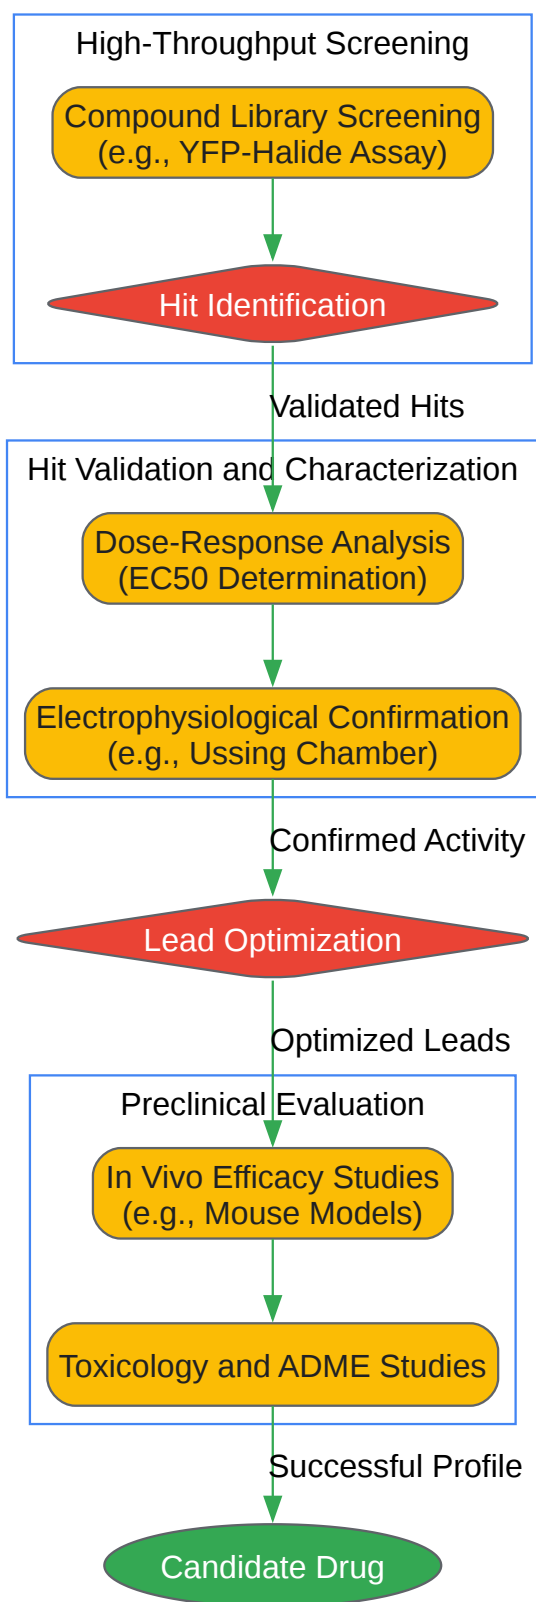 High-Throughput Screening
Compound Library Screening
(e.g., YFP-Halide Assay)
Hit Identification
Validated Hits
Hit Validation and Characterization
Dose-Response Analysis
(EC50 Determination)
Electrophysiological Confirmation
(e.g., Ussing Chamber)
Confirmed Activity
Lead Optimization
Optimized Leads
Preclinical Evaluation
In Vivo Efficacy Studies
(e.g., Mouse Models)
Toxicology and ADME Studies
Successful Profile
Candidate Drug